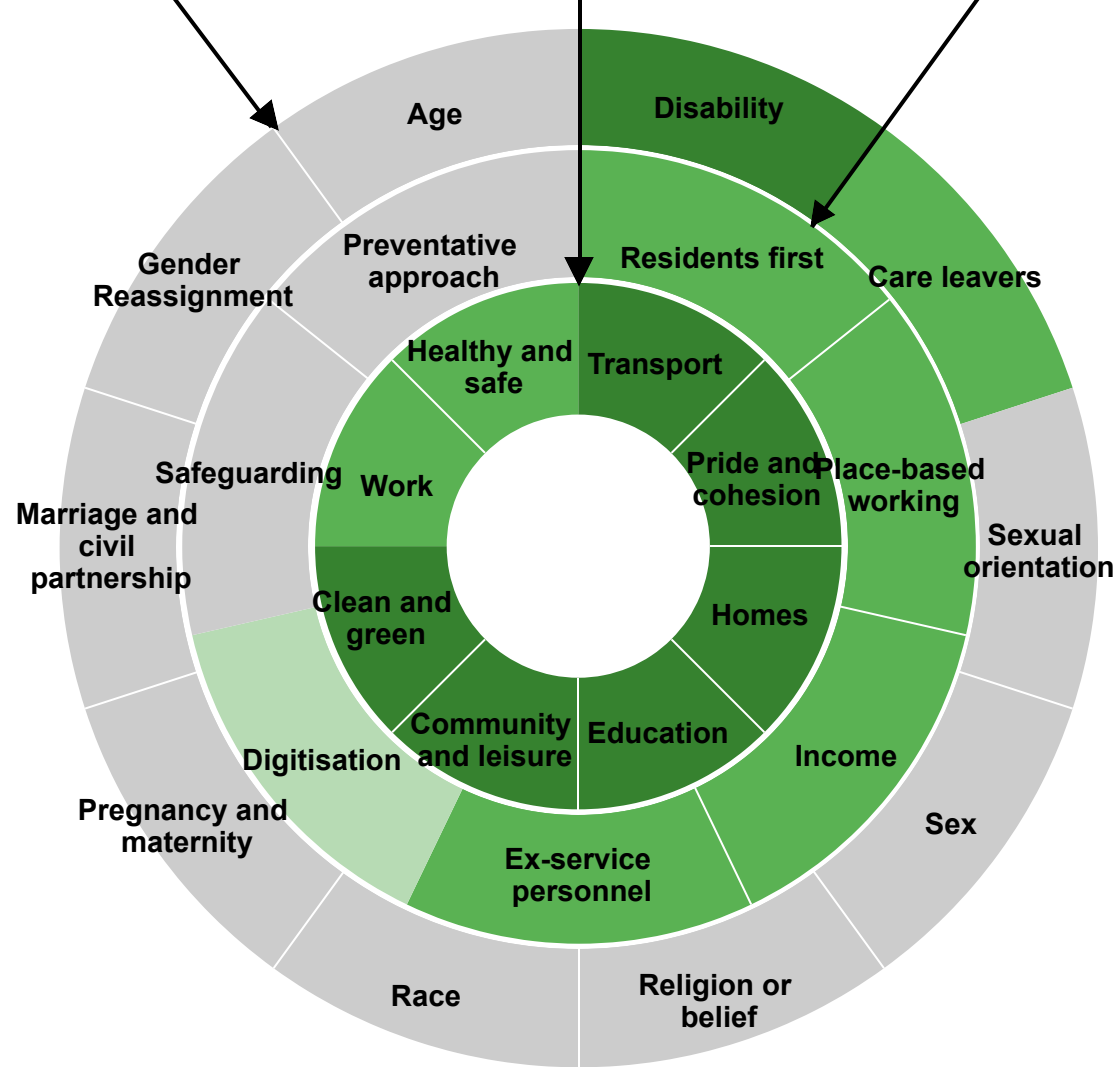 Age
Disability
Preventative
approach
Residents first
Gender
Reassignment
Care leavers
Healthy and
safe
Transport
Safeguarding
Work
Pride and
cohesion
Place-based
working
Marriage and
civil
partnership
Sexual
orientation
Clean and
green
Homes
Community
and leisure
Education
Digitisation
Income
Pregnancy and
maternity
Sex
Ex-service
personnel
Race
Religion or
belief